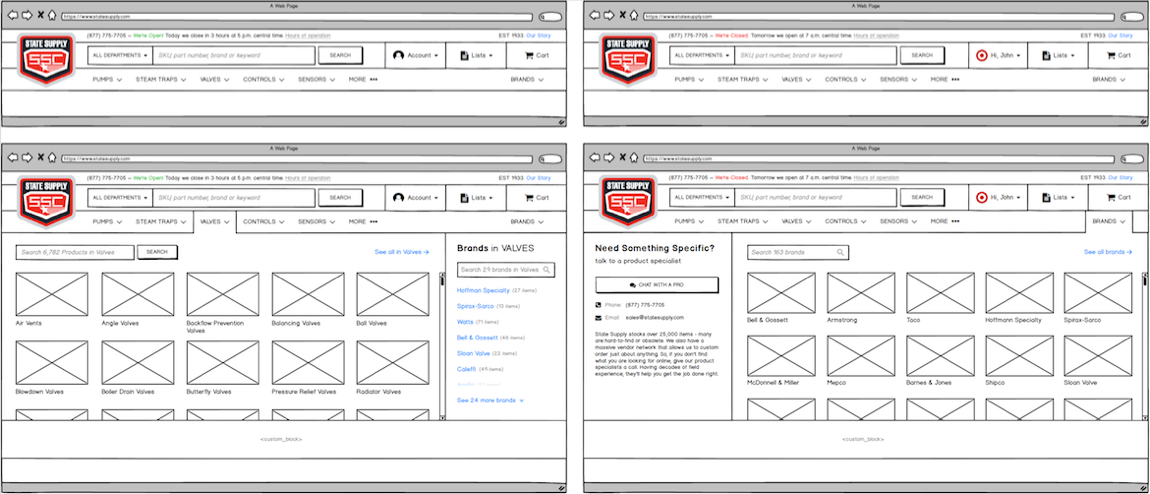 A Web Page
https://www.statesupply.com
(877) 775-7705 – We're Open! Today we close in 3 hours at 5 p.m. central time. Hours of operation
EST 1933. Our Story
STATE SUPPLY
SSC
ALL DEPARTMENTS
SKU, part number, brand or keyword
SEARCH
Account
Lists
Cart
PUMPS
STEAM TRAPS
VALVES
CONTROLS
SENSORS
MORE
BRANDS
A Web Page
https://www.statesupply.com
(877) 775-7705 – We're Closed. Tomorrow we open at 7 a.m. central time. Hours of operation
EST 1933. Our Story
STATE SUPPLY
SSC
ALL DEPARTMENTS
SKU, part number, brand or keyword
SEARCH
Hi, John
Lists
Cart
PUMPS
STEAM TRAPS
VALVES
CONTROLS
SENSORS
MORE
BRANDS
A Web Page
https://www.statesupply.com
(877) 775-7705 – We're Open! Today we close in 3 hours at 5 p.m. central time. Hours of operation
EST 1933. Our Story
STATE SUPPLY
SSC
ALL DEPARTMENTS
SKU, part number, brand or keyword
SEARCH
Account
Lists
Cart
PUMPS
STEAM TRAPS
VALVES
CONTROLS
SENSORS
MORE
BRANDS
Search 6,782 Products in Valves
SEARCH
See all in Valves
Air Vents
Angle Valves
Backflow Prevention
Valves
Balancing Valves
Ball Valves
Blowdown Valves
Boiler Drain Valves
Butterfly Valves
Pressure Relief Valves
Radiator Valves
Brands in VALVES
Search 29 brands in Valves
Hoffman Specialty (27 items)
Spirax-Sarco (13 items)
Watts (71 items)
Bell & Gossett (46 items)
Sloan Valve (22 items)
Caleffi (45 items)
See 24 more brands
<custom_block>
A Web Page
https://www.statesupply.com
(877) 775-7705 – We're Closed. Tomorrow we open at 7 a.m. central time. Hours of operation
EST 1933. Our Story
STATE SUPPLY
SSC
ALL DEPARTMENTS
SKU, part number, brand or keyword
SEARCH
Hi, John
Lists
Cart
PUMPS
STEAM TRAPS
VALVES
CONTROLS
SENSORS
MORE
BRANDS
Need Something Specific?
talk to a product specialist
CHAT WITH A PRO
Phone: (877) 775-7705
Email: sales@statesupply.com
State Supply stocks over 25,000 items - many
are hard-to-find or obsolete. We also have a
massive vendor network that allows us to custom
order just about anything. So, if you don't find
what you are looking for online, give our product
specialists a call. Having decades of field
experience, they'll help you get the job done right.
Search 163 brands
See all brands
Bell & Gossett
Armstrong
Taco
Hoffmann Specialty
Spirax-Sarco
McDonnell & Miller
Mepco
Barnes & Jones
Shipco
Sloan Valve
<custom_block>